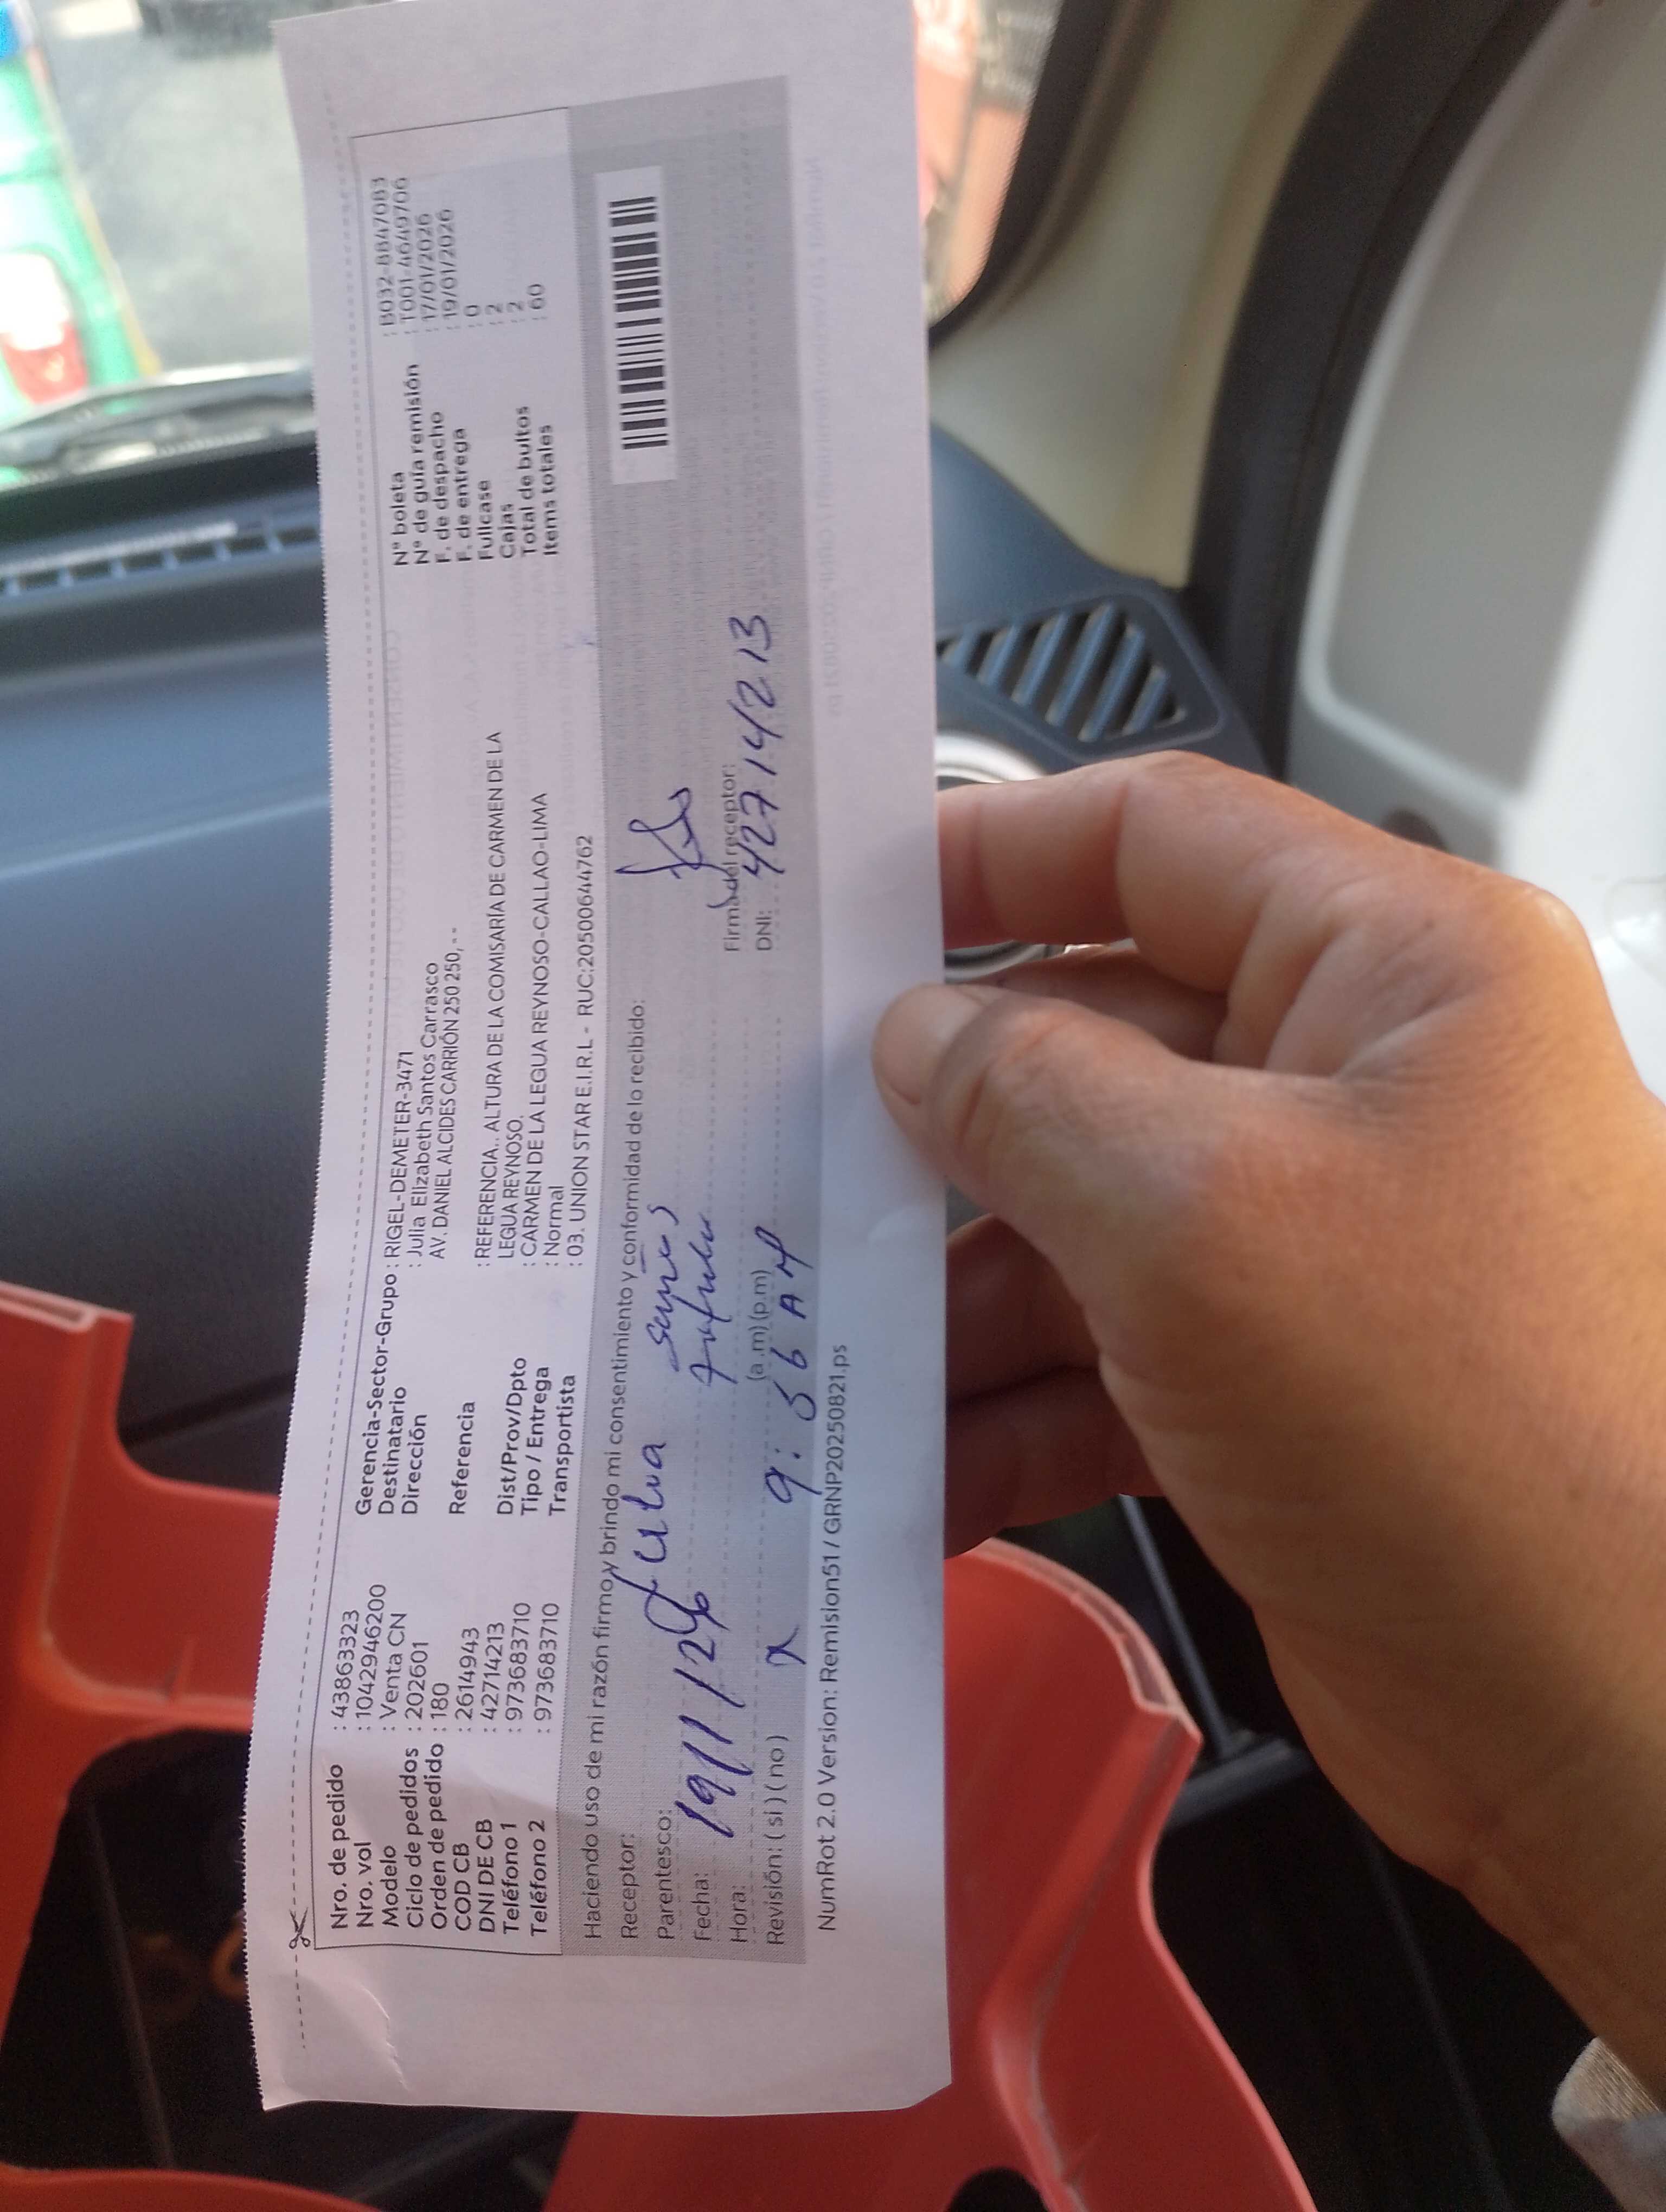 Nro. de pedido : 43863323
Nro. val : 10429462​00
Modelo : Venta CN
Ciclo de pedidos : 202601
Orden de pedido : 180
COD CB : 2614943
DNI DE CB : 42714213
Teléfono 1 : 973683710
Teléfono 2 : 973683710
Gerencia-Sector-Grupo : RIGEL-DEMETER-3471
Destinatario : Julia Elizabeth Santos Carrasco
Dirección AV. DANIEL ALCIDES CARRIÓN 250 250, --
Referencia : REFERENCIA.. ALTURA DE LA COMISARÍA DE CARMEN DE LA
LEGUA REYNOSO.
Dist/Prov/Dpto : CARMEN DE LA LEGUA REYNOSO-CALLAO-LIMA
Tipo / Entrega : Normal
Transportista : 03. UNION STAR E.I.R.L - RUC:20500644762
N° boleta : B032-8847083
N° de guía remisión : T001-4649706
F. de despacho : 17/01/2026
F. de entrega : 19/01/2026
Fullcase : 0
Cajas : 2
Total de bultos : 2
Items totales : 60
Haciendo uso de mi razón firmo y brindo mi consentimiento y conformidad de lo recibido:
Receptor: Julia
Parentesco:
Fecha: 19/1/26
Hora: 9:56 AM (a.m) (p.m)
Revisión: ( si ) ( no )
Firma del receptor:
DNI: 42714213
NumRot 2.0 Version: Remision51 / GRNP20250821.ps